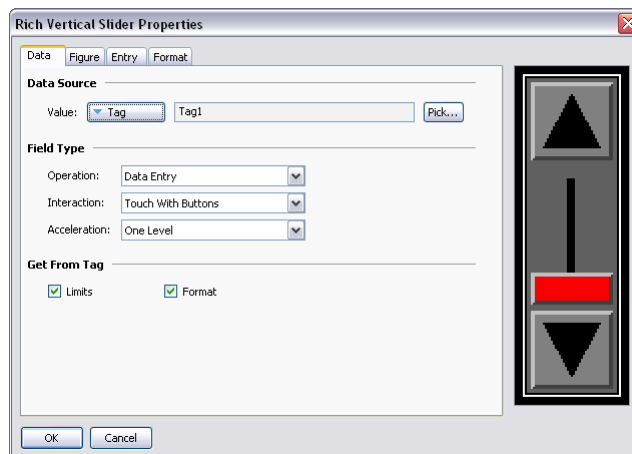 Rich Vertical Slider Properties
Data Figure Entry Format
Data Source
Value: Tag Tag1 Pick...
Field Type
Operation: Data Entry
Interaction: Touch With Buttons
Acceleration: One Level
Get From Tag
Limits Format
OK Cancel